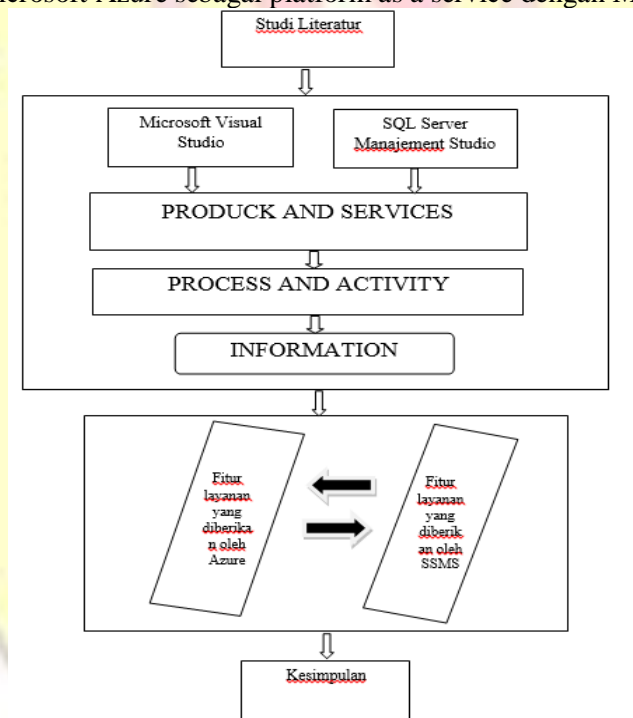 icrosoft Azure sebagai platform as a service dengan M
Studi Literatur
Microsoft Visual
Studio
SQL Server
Manajement Studio
PRODUCK AND SERVICES
PROCESS AND ACTIVITY
INFORMATION
Fitur
layanan
yang
diberika
n oleh
Azure
Fitur
layanan
yang
diberik
an oleh
SSMS
Kesimpulan